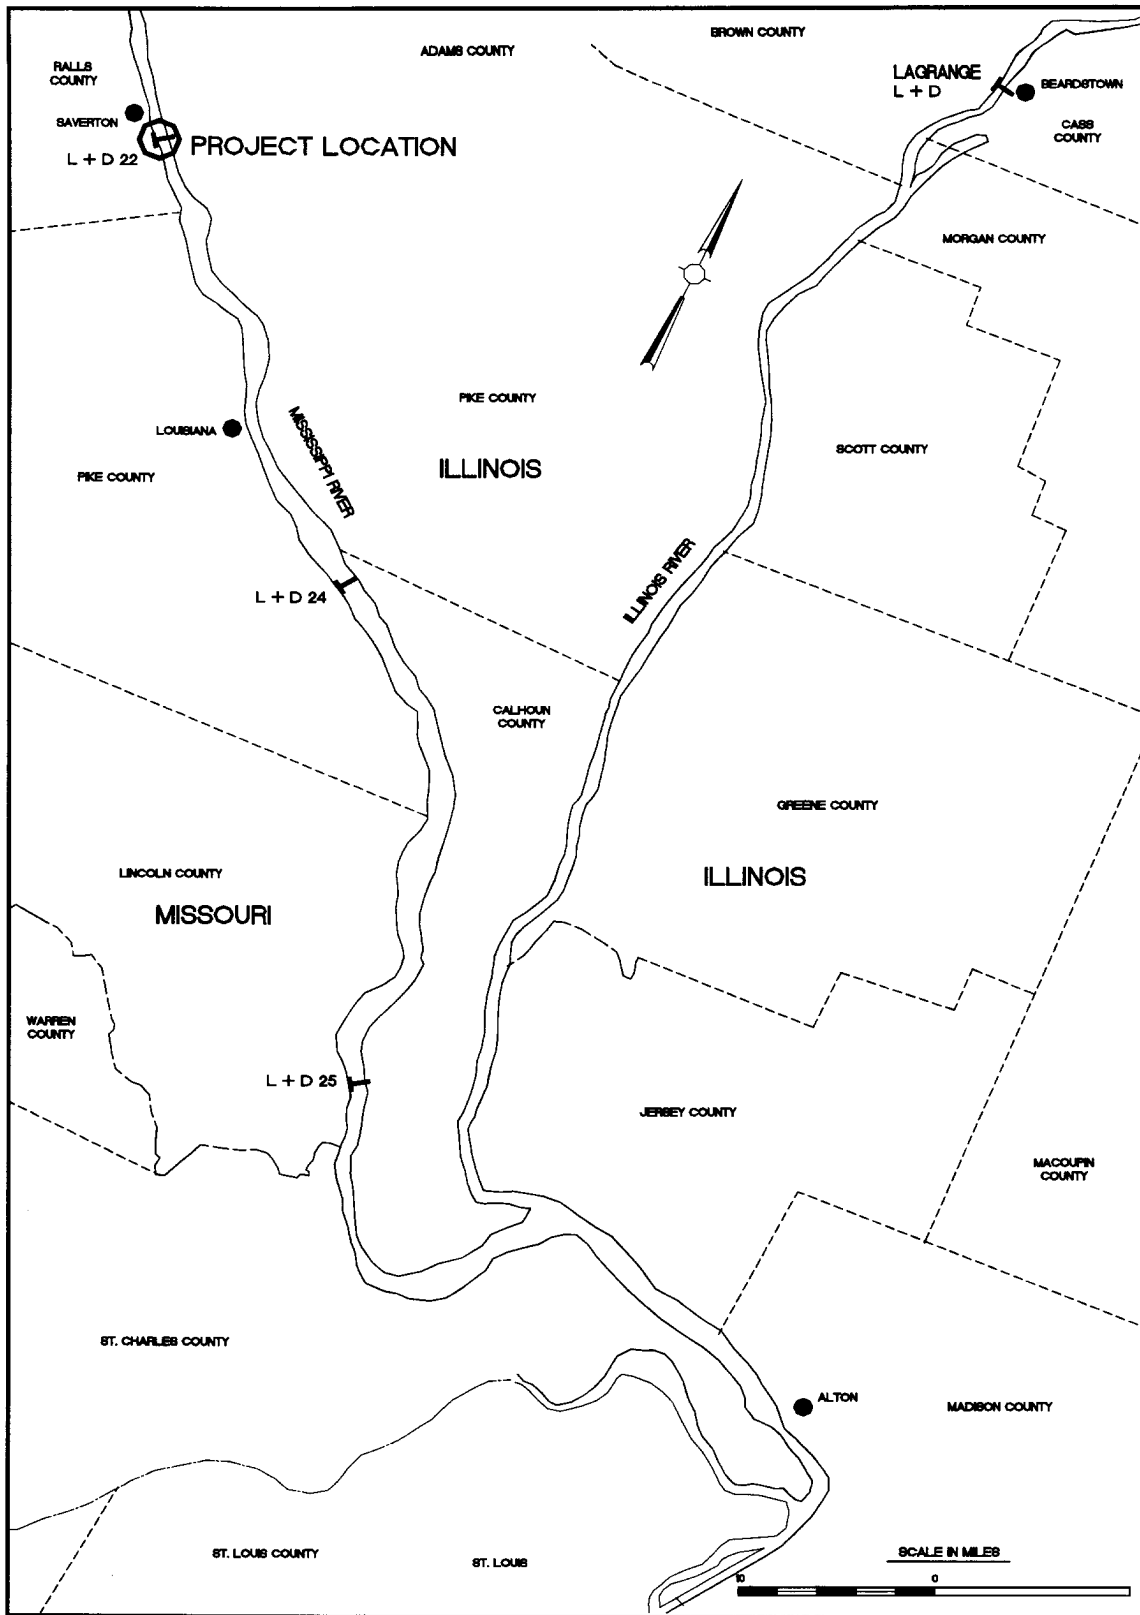 BROWN COUNTY
ADAMS COUNTY
RALLS
COUNTY
LAGRANGE
L + D
BEARDSTOWN
SAVERTON
CASS
COUNTY
L + D 22
PROJECT LOCATION
MORGAN COUNTY
PIKE COUNTY
LOUISIANA
MISSISSIPPI RIVER
SCOTT COUNTY
PIKE COUNTY
ILLINOIS
ILLINOIS RIVER
L + D 24
CALHOUN
COUNTY
GREENE COUNTY
LINCOLN COUNTY
ILLINOIS
MISSOURI
WARREN
COUNTY
L + D 25
JERSEY COUNTY
MACOUPIN
COUNTY
ST. CHARLES COUNTY
ALTON
MADISON COUNTY
ST. LOUIS COUNTY
ST. LOUIS
SCALE IN MILES
10 0